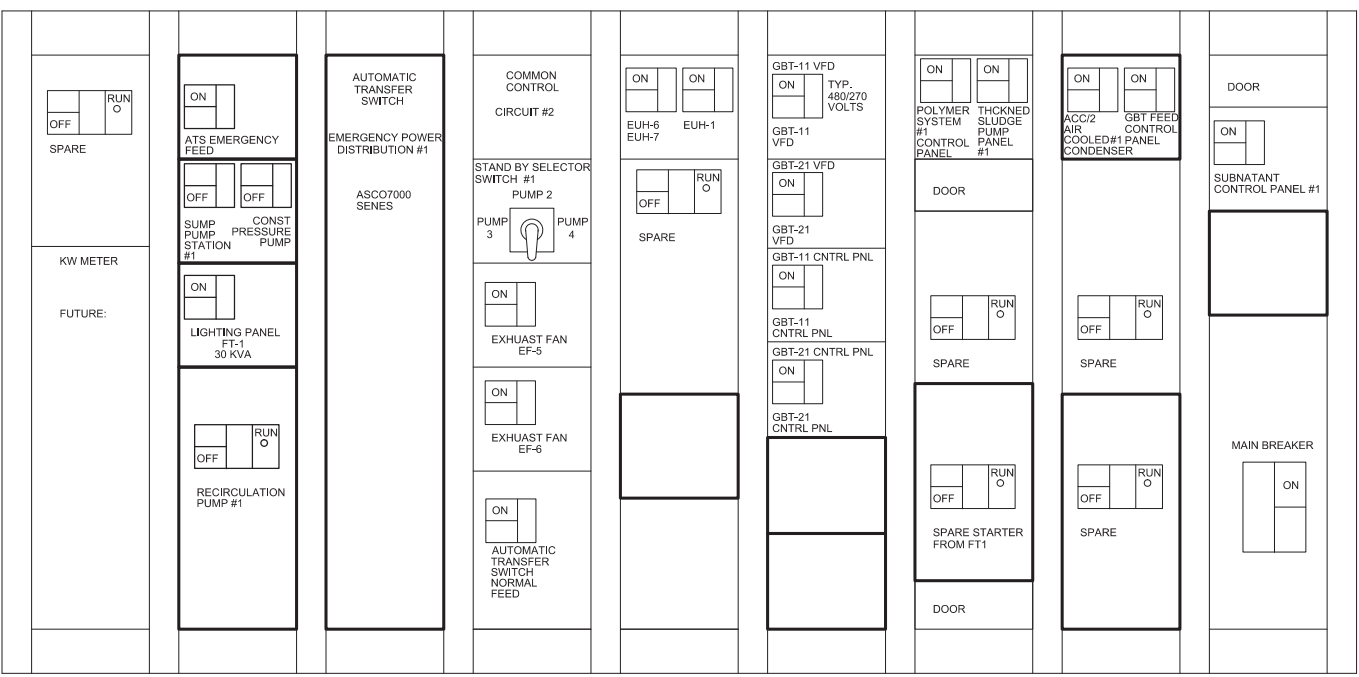 RUN
OFF
SPARE
KW METER
FUTURE:
ON
ATS EMERGENCY
FEED
OFF
OFF
SUMP
PUMP
STATION
#1
CONST
PRESSURE
PUMP
ON
LIGHTING PANEL
FT-1
30 KVA
RUN
OFF
RECIRCULATION
PUMP #1
AUTOMATIC
TRANSFER
SWITCH
EMERGENCY POWER
DISTRIBUTION #1
ASCO7000
SENES
COMMON
CONTROL
CIRCUIT #2
STAND BY SELECTOR
SWITCH #1
PUMP 2
PUMP
3
PUMP
4
ON
EXHUAST FAN
EF-5
ON
EXHUAST FAN
EF-6
ON
AUTOMATIC
TRANSFER
SWITCH
NORMAL
FEED
ON
ON
EUH-6
EUH-7
EUH-1
RUN
OFF
SPARE
GBT-11 VFD
ON
TYP.
480/270
VOLTS
GBT-11
VFD
GBT-21 VFD
ON
GBT-21
VFD
GBT-11 CNTRL PNL
ON
GBT-11
CNTRL PNL
GBT-21 CNTRL PNL
ON
GBT-21
CNTRL PNL
ON
ON
POLYMER
SYSTEM
#1
CONTROL
PANEL
THCKNED
SLUDGE
PUMP
PANEL
#1
DOOR
RUN
OFF
SPARE
RUN
OFF
SPARE STARTER
FROM FT1
DOOR
ON
ON
ACC/2
AIR
COOLED#1
CONDENSER
GBT FEED
CONTROL
PANEL
RUN
OFF
SPARE
RUN
OFF
SPARE
DOOR
ON
SUBNATANT
CONTROL PANEL #1
MAIN BREAKER
ON